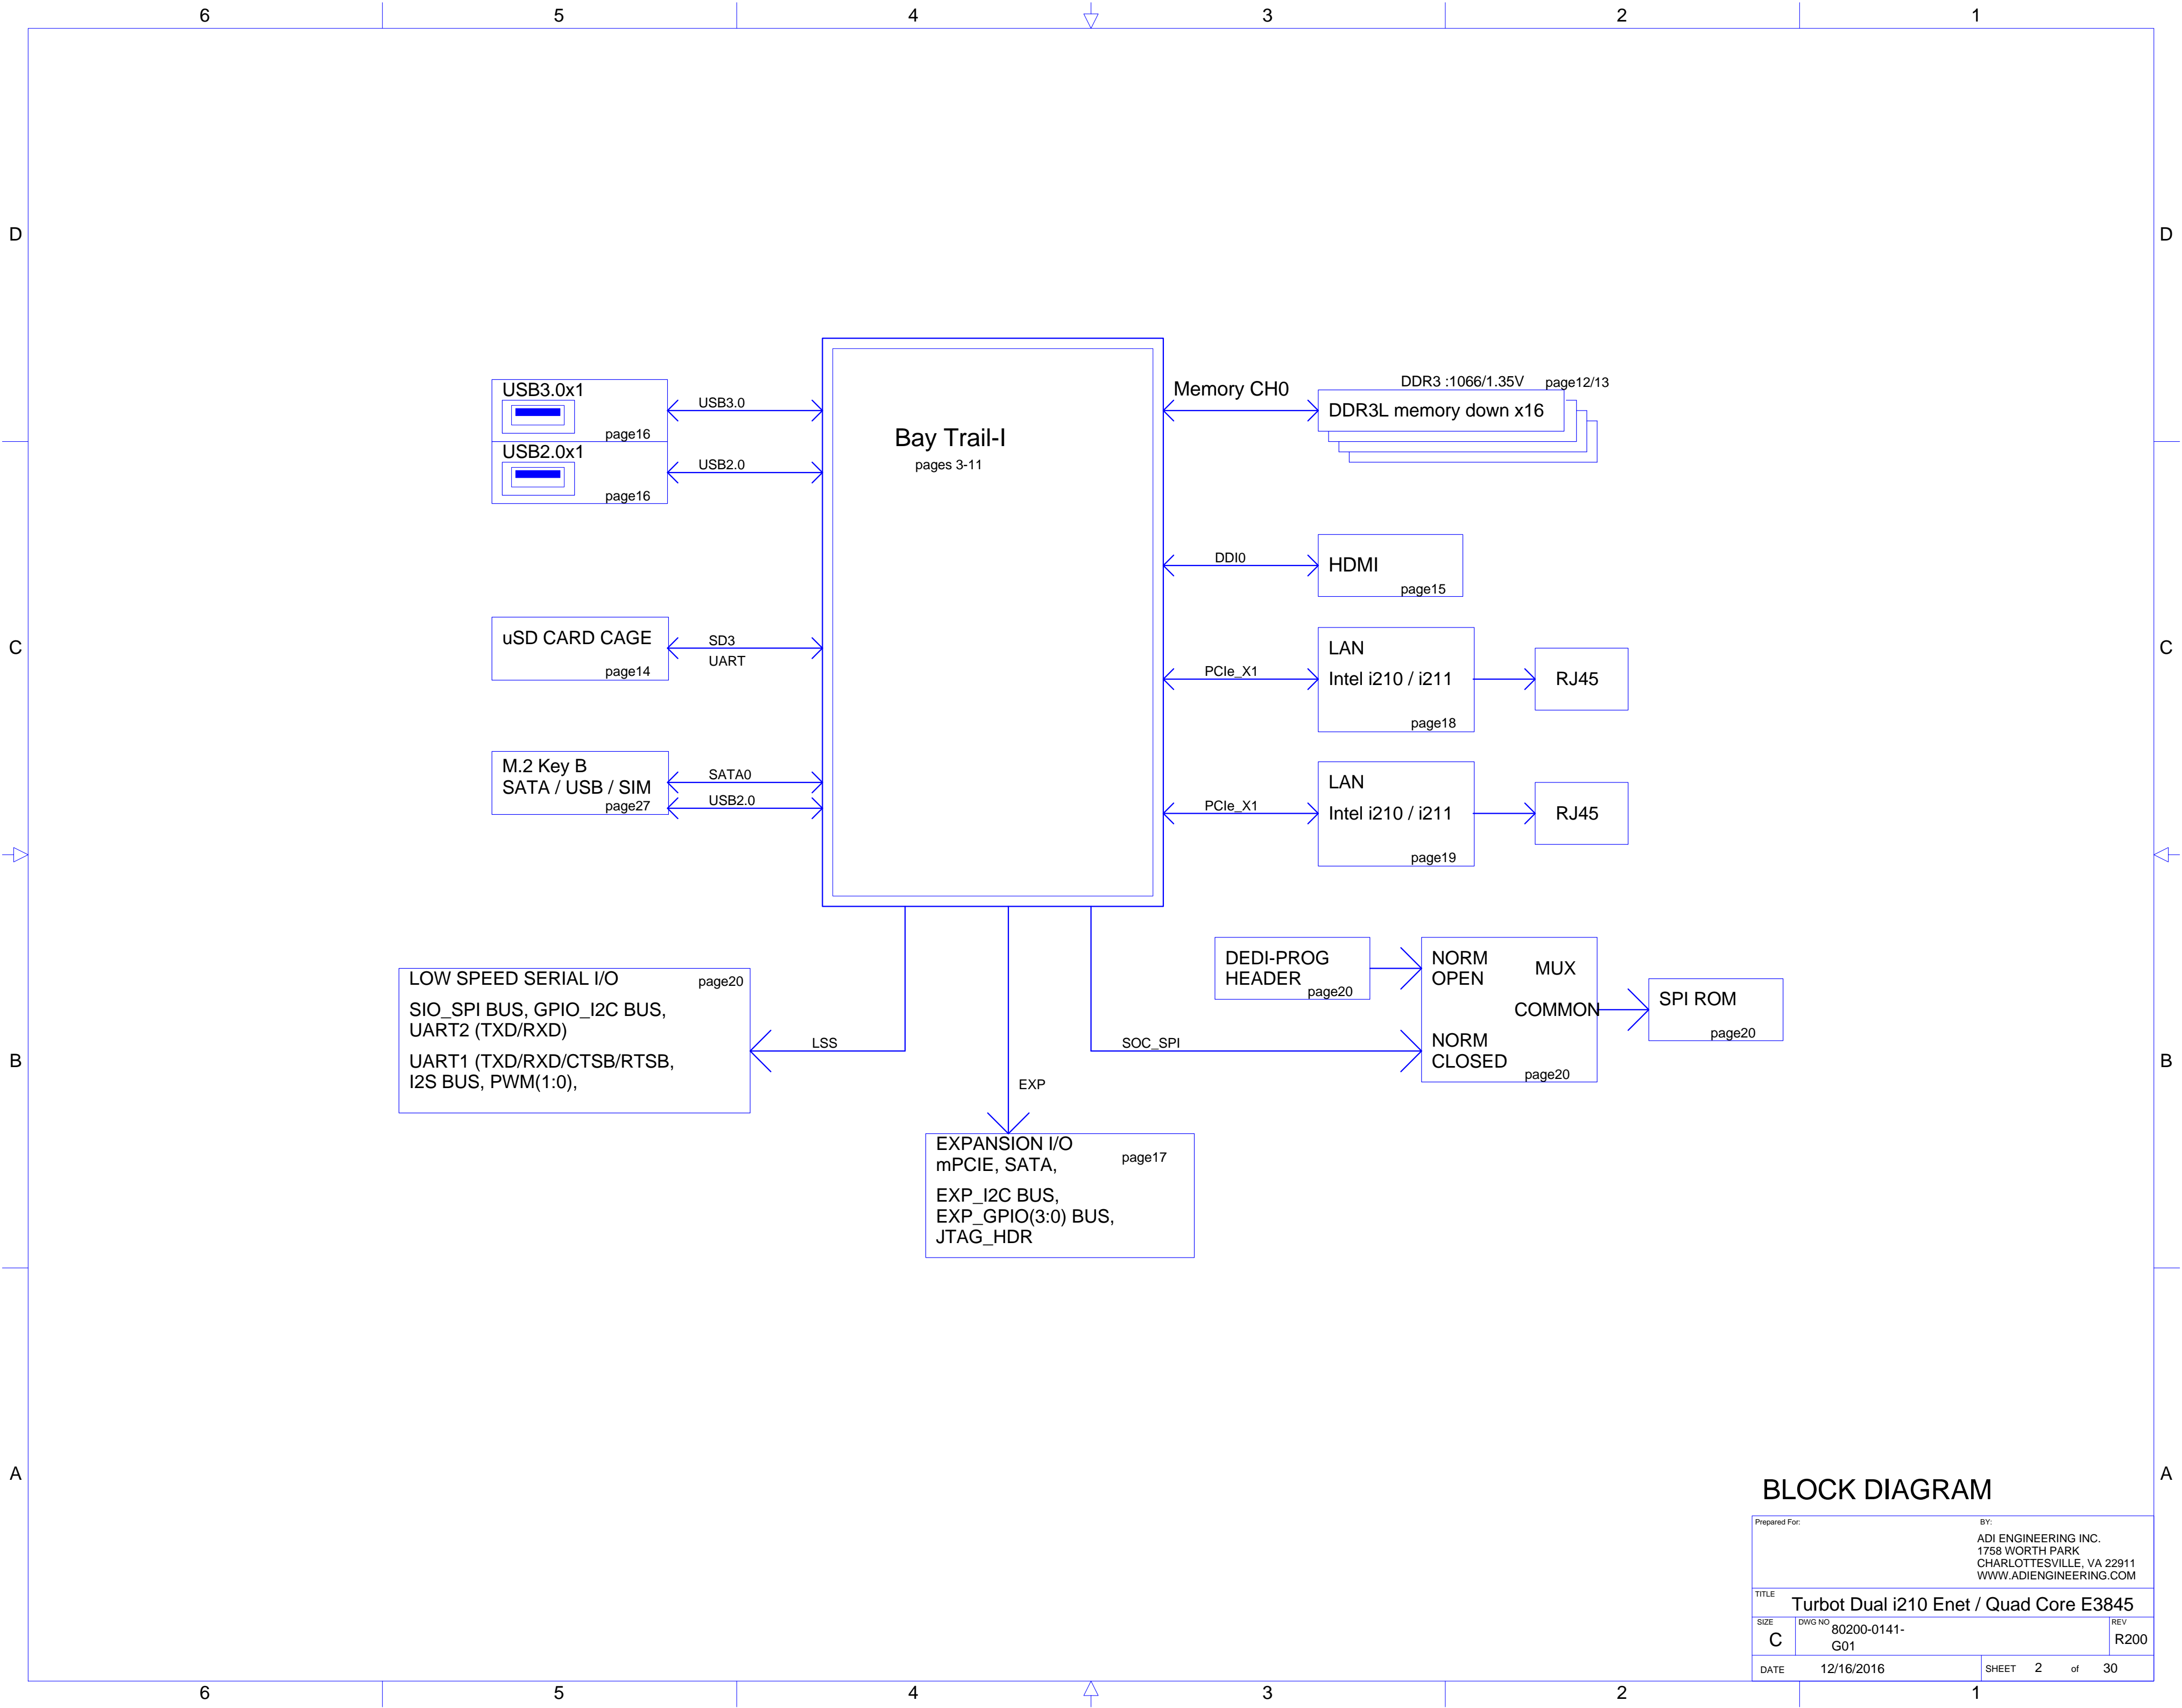 6 5 4 3 2 1
D D
USB3.0x1
page16
USB3.0
USB2.0x1
page16
USB2.0
Bay Trail-I
pages 3-11
Memory CH0
DDR3 :1066/1.35V page12/13
DDR3L memory down x16
DDI0
HDMI
page15
C C
uSD CARD CAGE
page14
SD3
UART
PCIe_X1
LAN
Intel i210 / i211
page18
RJ45
M.2 Key B
SATA / USB / SIM
page27
SATA0
USB2.0
PCIe_X1
LAN
Intel i210 / i211
page19
RJ45
LOW SPEED SERIAL I/O page20
SIO_SPI BUS, GPIO_I2C BUS,
UART2 (TXD/RXD)
UART1 (TXD/RXD/CTSB/RTSB,
I2S BUS, PWM(1:0),
LSS
EXP
SOC_SPI
DEDI-PROG
HEADER
page20
NORM
OPEN
MUX
COMMON
NORM
CLOSED
page20
SPI ROM
page20
B B
EXPANSION I/O
mPCIE, SATA,
page17
EXP_I2C BUS,
EXP_GPIO(3:0) BUS,
JTAG_HDR
A A
BLOCK DIAGRAM
Prepared For:
BY:
ADI ENGINEERING INC.
1758 WORTH PARK
CHARLOTTESVILLE, VA 22911
WWW.ADIENGINEERING.COM
TITLE
Turbot Dual i210 Enet / Quad Core E3845
SIZE
C
DWG NO
80200-0141-
G01
REV
R200
DATE 12/16/2016
SHEET 2 of 30
6 5 4 3 2 1